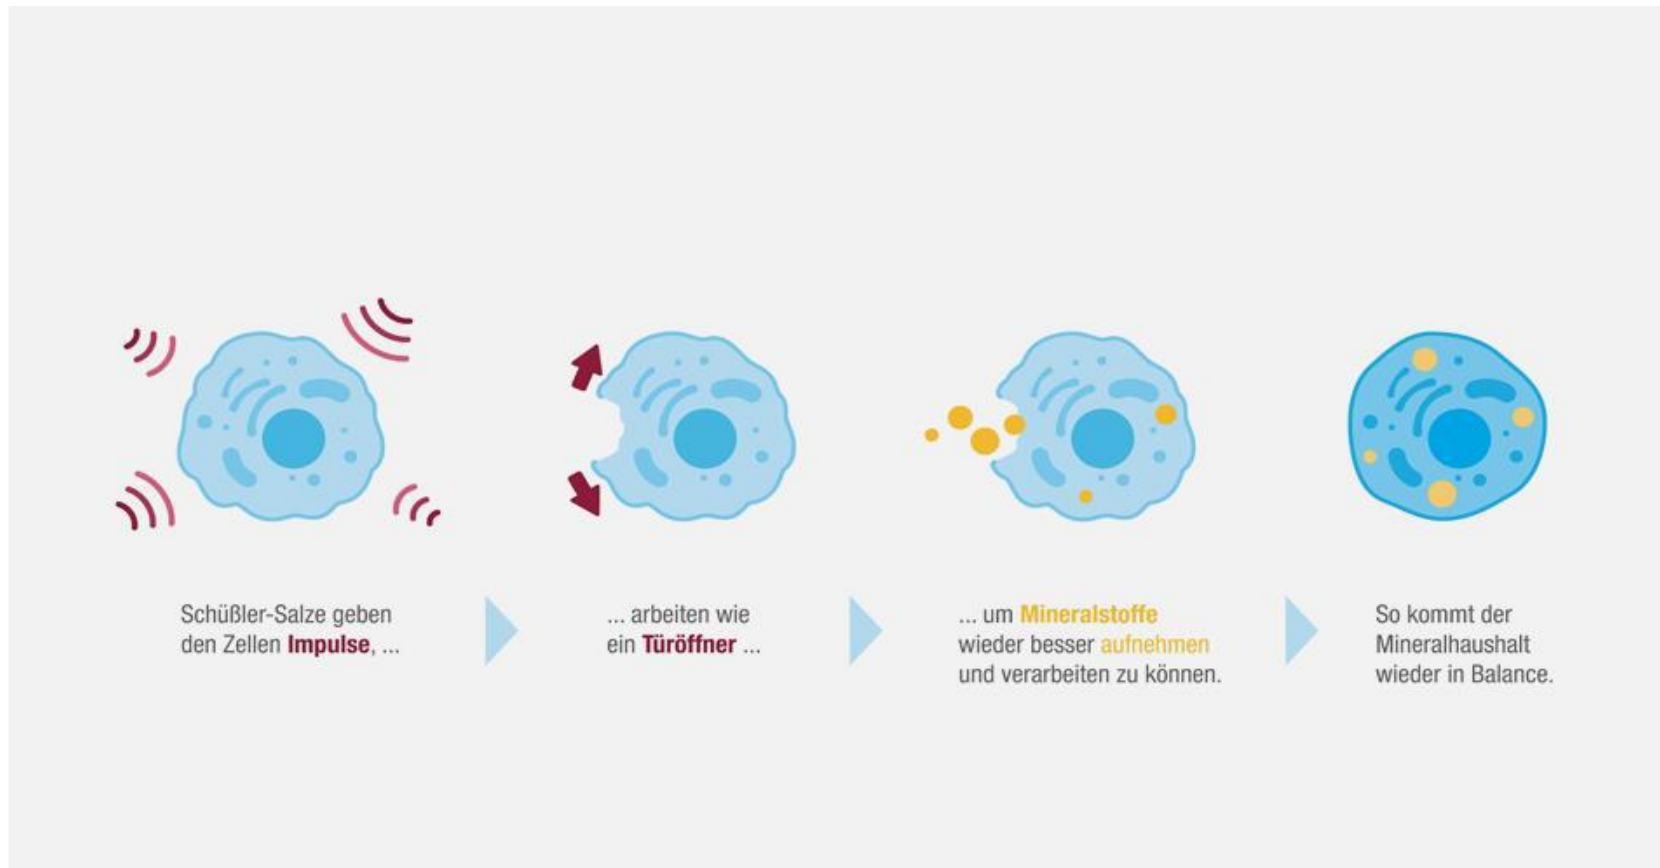 Schüßler-Salze geben
den Zellen Impulse, ...
... arbeiten wie
ein Türöffner ...
... um Mineralstoffe
wieder besser aufnehmen
und verarbeiten zu können.
So kommt der
Mineralhaushalt
wieder in Balance.